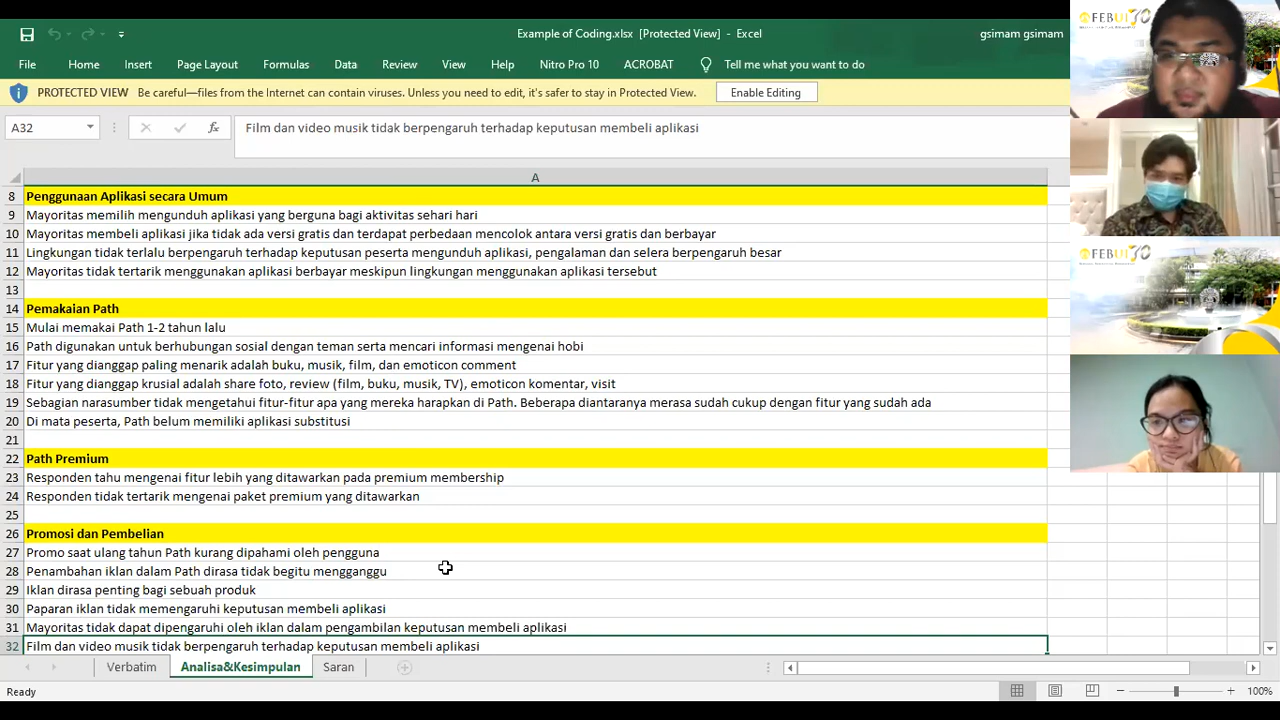 Example of Coding.xlsx [Protected View] - Excel
gsimam gsimam
File Home Insert Page Layout Formulas Data Review View Help Nitro Pro 10 ACROBAT Tell me what you want to do
PROTECTED VIEW Be careful—files from the Internet can contain viruses. Unless you need to edit, it's safer to stay in Protected View. Enable Editing
A32 fx Film dan video musik tidak berpengaruh terhadap keputusan membeli aplikasi
A
8 Penggunaan Aplikasi secara Umum
9 Mayoritas memilih mengunduh aplikasi yang berguna bagi aktivitas sehari hari
10 Mayoritas membeli aplikasi jika tidak ada versi gratis dan terdapat perbedaan mencolok antara versi gratis dan berbayar
11 Lingkungan tidak terlalu berpengaruh terhadap keputusan peserta mengunduh aplikasi, pengalaman dan selera berpengaruh besar
12 Mayoritas tidak tertarik menggunakan aplikasi berbayar meskipun lingkungan menggunakan aplikasi tersebut
13
14 Pemakaian Path
15 Mulai memakai Path 1-2 tahun lalu
16 Path digunakan untuk berhubungan sosial dengan teman serta mencari informasi mengenai hobi
17 Fitur yang dianggap paling menarik adalah buku, musik, film, dan emoticon comment
18 Fitur yang dianggap krusial adalah share foto, review (film, buku, musik, TV), emoticon komentar, visit
19 Sebagian narasumber tidak mengetahui fitur-fitur apa yang mereka harapkan di Path. Beberapa diantaranya merasa sudah cukup dengan fitur yang sudah ada
20 Di mata peserta, Path belum memiliki aplikasi substitusi
21
22 Path Premium
23 Responden tahu mengenai fitur lebih yang ditawarkan pada premium membership
24 Responden tidak tertarik mengenai paket premium yang ditawarkan
25
26 Promosi dan Pembelian
27 Promo saat ulang tahun Path kurang dipahami oleh pengguna
28 Penambahan iklan dalam Path dirasa tidak begitu mengganggu
29 Iklan dirasa penting bagi sebuah produk
30 Paparan iklan tidak memengaruhi keputusan membeli aplikasi
31 Mayoritas tidak dapat dipengaruhi oleh iklan dalam pengambilan keputusan membeli aplikasi
32 Film dan video musik tidak berpengaruh terhadap keputusan membeli aplikasi
Verbatim Analisa&Kesimpulan Saran
Ready
100%
FEBUI 70
FEBUI 70